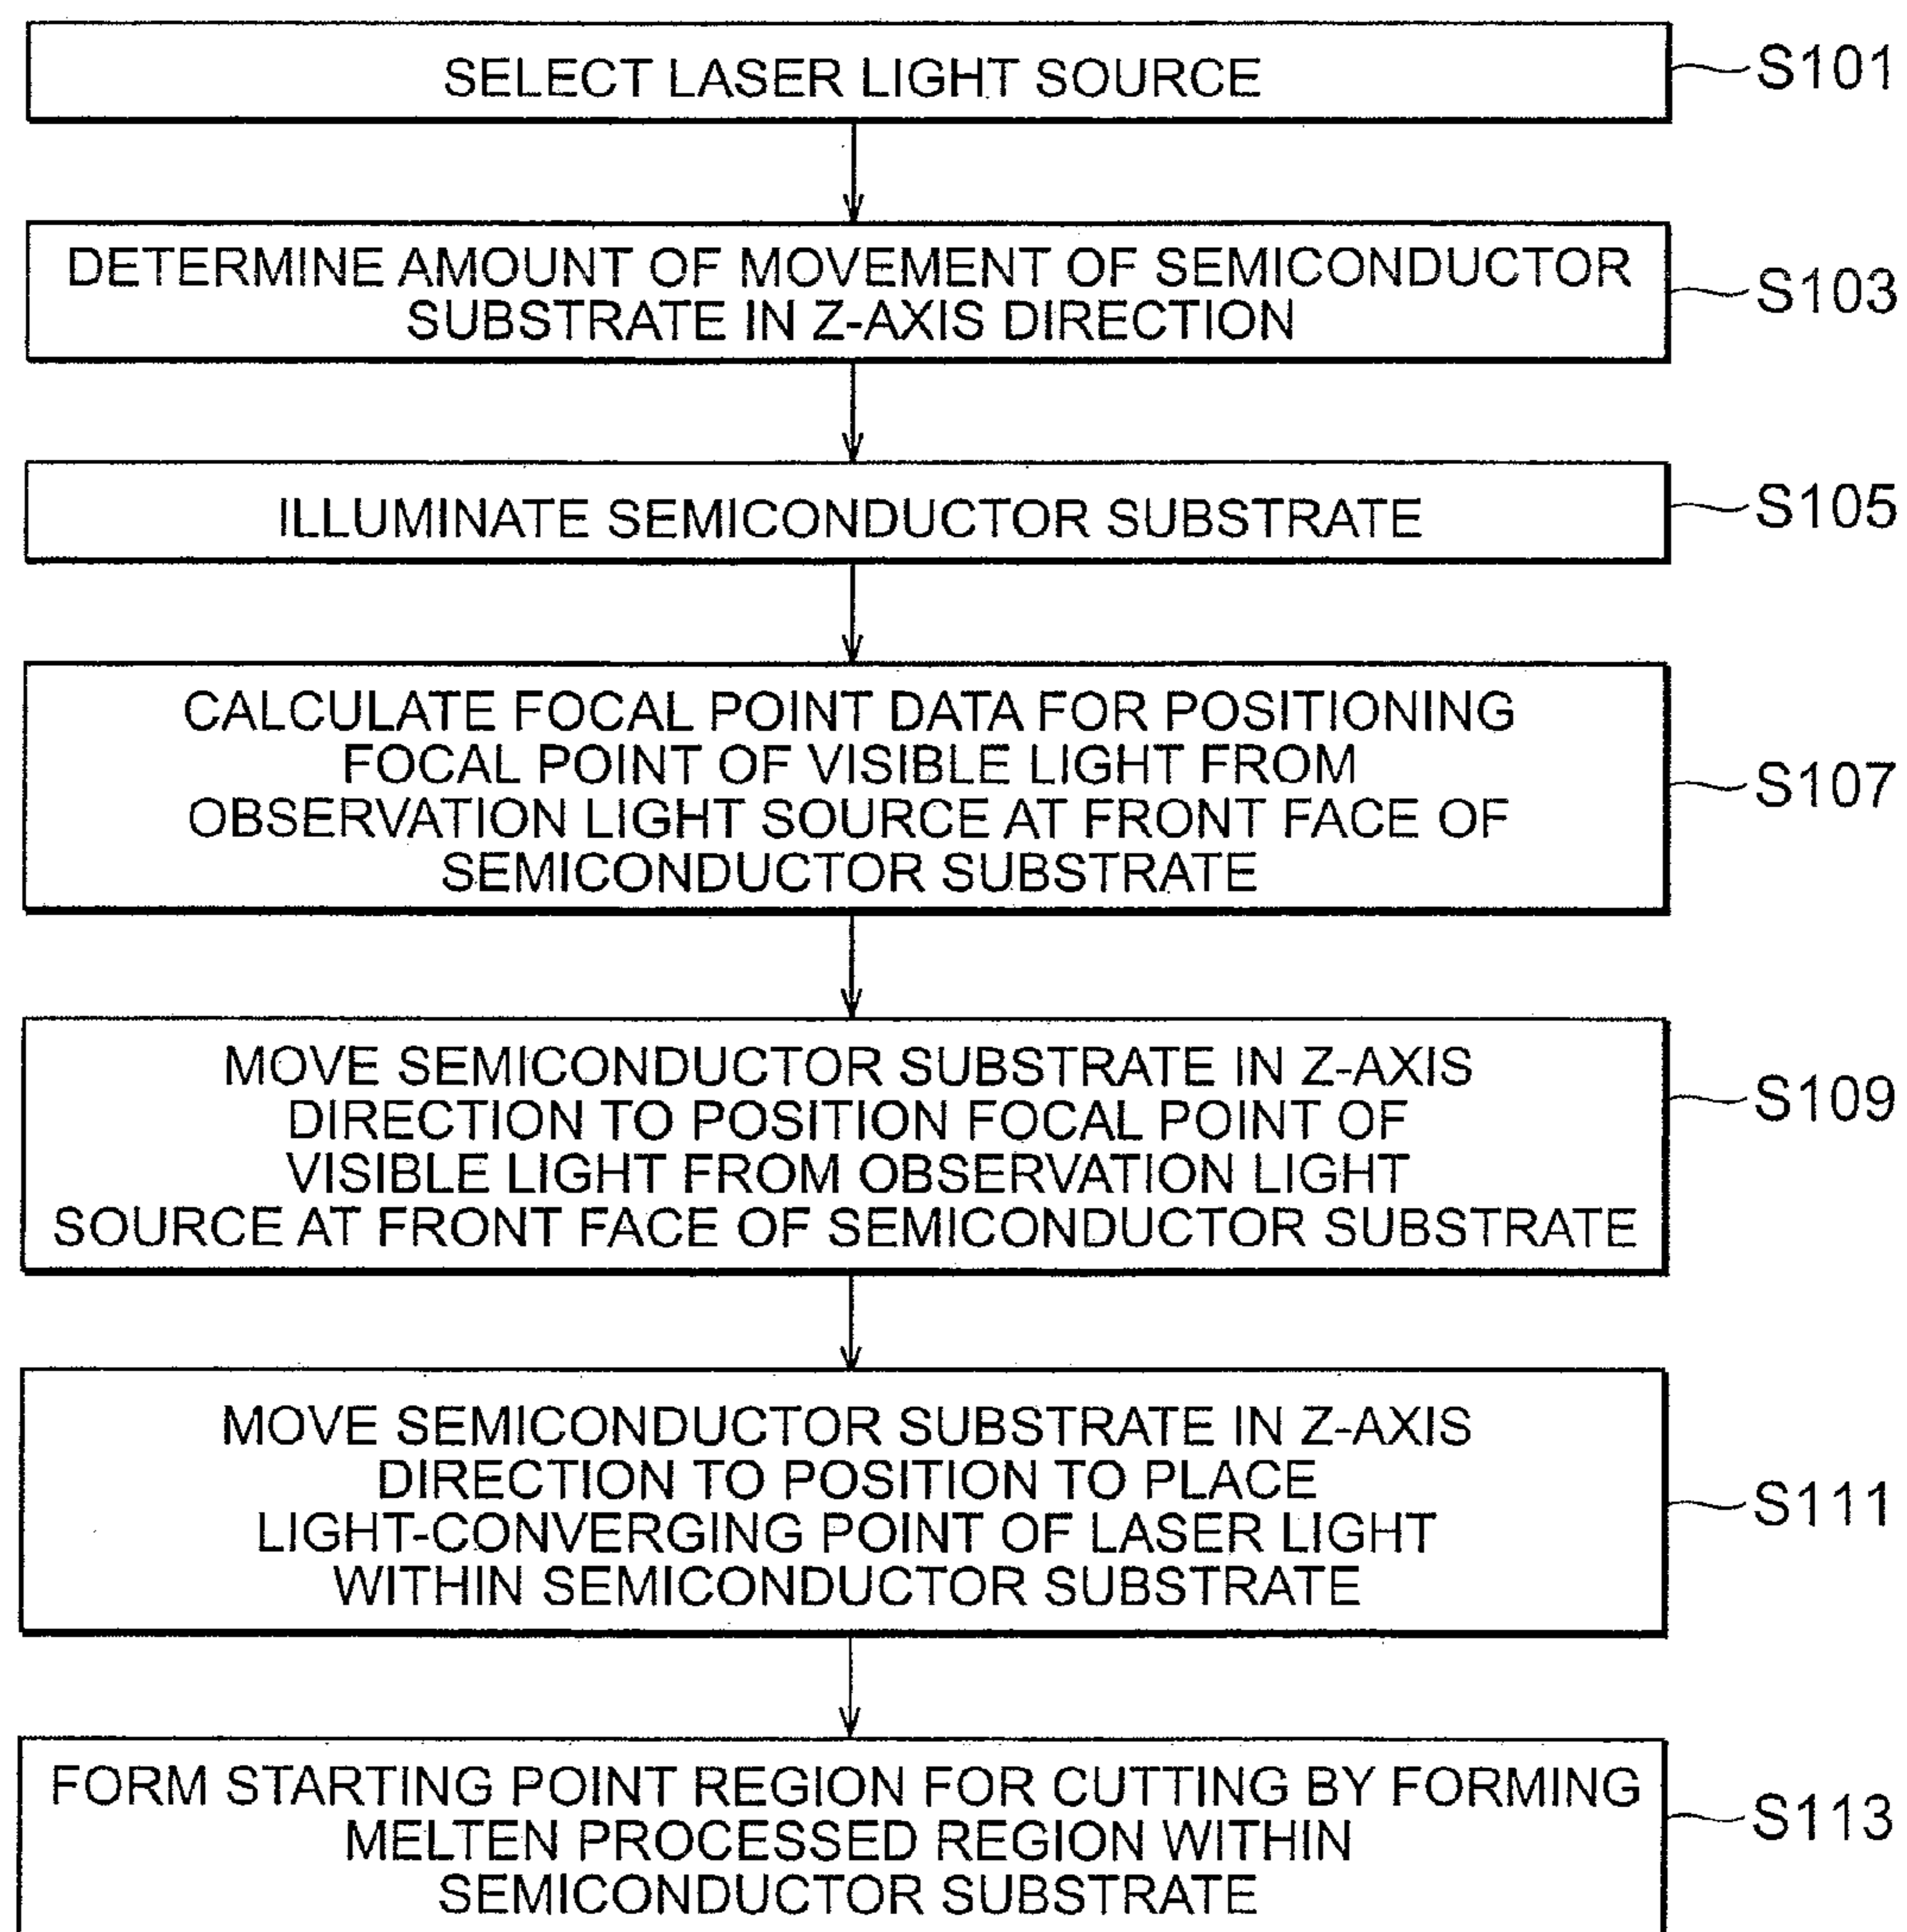 SELECT LASER LIGHT SOURCE
S101
DETERMINE AMOUNT OF MOVEMENT OF SEMICONDUCTOR
SUBSTRATE IN Z-AXIS DIRECTION
S103
ILLUMINATE SEMICONDUCTOR SUBSTRATE
S105
CALCULATE FOCAL POINT DATA FOR POSITIONING
FOCAL POINT OF VISIBLE LIGHT FROM
OBSERVATION LIGHT SOURCE AT FRONT FACE OF
SEMICONDUCTOR SUBSTRATE
S107
MOVE SEMICONDUCTOR SUBSTRATE IN Z-AXIS
DIRECTION TO POSITION FOCAL POINT OF
VISIBLE LIGHT FROM OBSERVATION LIGHT
SOURCE AT FRONT FACE OF SEMICONDUCTOR SUBSTRATE
S109
MOVE SEMICONDUCTOR SUBSTRATE IN Z-AXIS
DIRECTION TO POSITION TO PLACE
LIGHT-CONVERGING POINT OF LASER LIGHT
WITHIN SEMICONDUCTOR SUBSTRATE
S111
FORM STARTING POINT REGION FOR CUTTING BY FORMING
MELTEN PROCESSED REGION WITHIN
SEMICONDUCTOR SUBSTRATE
S113